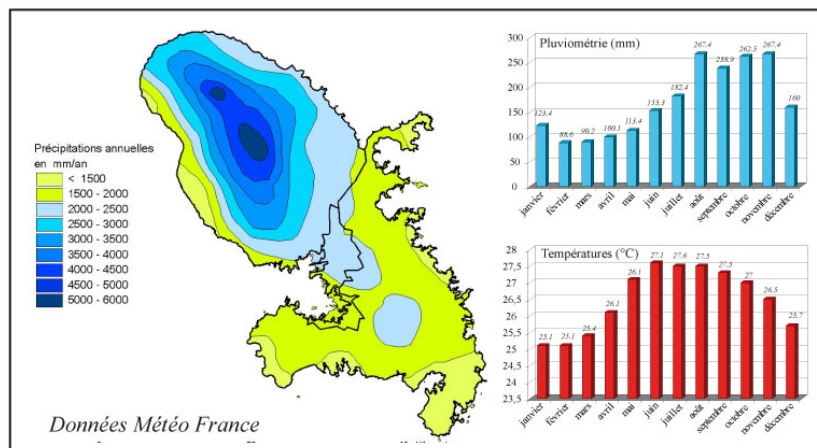 Précipitations annuelles
en mm/an
< 1500
1500 - 2000
2000 - 2500
2500 - 3000
3000 - 3500
3500 - 4000
4000 - 4500
4500 - 5000
5000 - 6000
Données Météo France
Pluviométrie (mm)
300
250
200
150
100
50
0
123.4
88.6
90.2
100.1
113.4
153.3
182.4
267.4
238.9
262.5
267.4
160
janvier
février
mars
avril
mai
juin
juillet
août
septembre
octobre
novembre
décembre
Températures (°C)
28
27,5
27
26,5
26
25,5
25
24,5
24
23,5
25.1
25.1
25.4
26.1
26.1
27.1
27.6
27.5
27.3
27
26.5
25.7
janvier
février
mars
avril
mai
juin
juillet
août
septembre
octobre
novembre
décembre